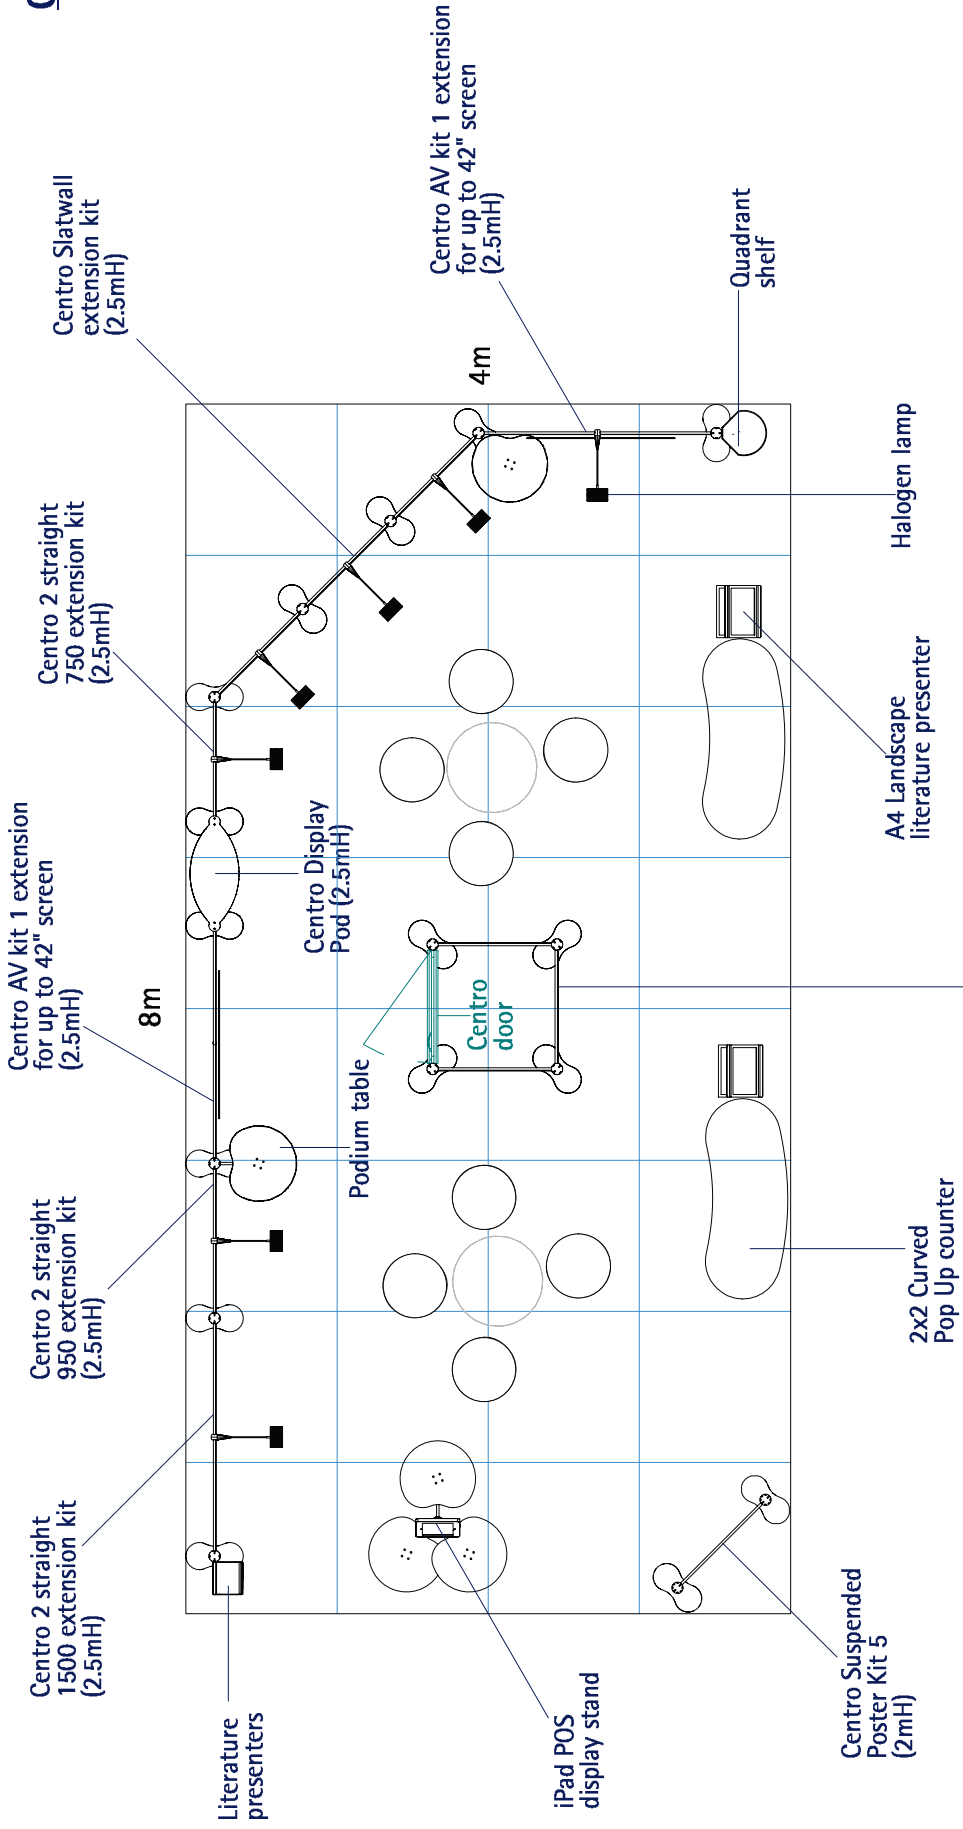 Centro 2 straight
1500 extension kit
(2.5mH)
Centro 2 straight
950 extension kit
(2.5mH)
Centro AV kit 1 extension
for up to 42" screen
(2.5mH)
Centro 2 straight
750 extension kit
(2.5mH)
Centro Slatwall
extension kit
(2.5mH)
8m
Literature
presenters
Podium table
Centro Display
Pod (2.5mH)
Centro
door
4m
Centro AV kit 1 extension
for up to 42" screen
(2.5mH)
iPad POS
display stand
Quadrant
shelf
Centro Suspended
Poster Kit 5
(2mH)
2x2 Curved
Pop Up counter
A4 Landscape
literature presenter
Halogen lamp